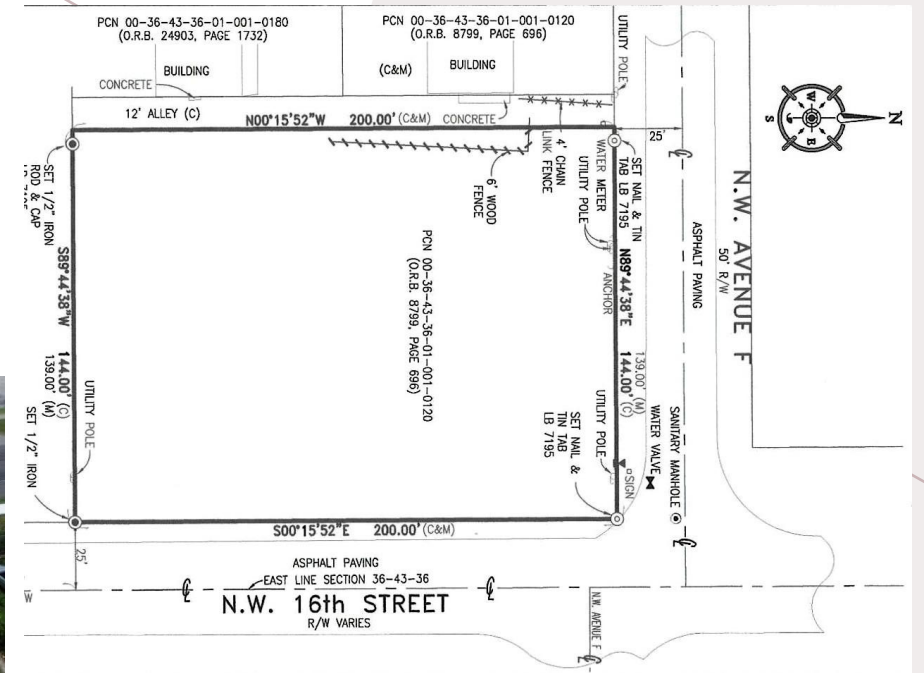 PCN 00-36-43-36-01-001-0180
(O.R.B. 24903, PAGE 1732)
PCN 00-36-43-36-01-001-0120
(O.R.B. 8799, PAGE 696)
UTILITY POLE
BUILDING
(C&M)
BUILDING
CONCRETE
12' ALLEY (C)
N00°15'52"W 200.00' (C&M)
CONCRETE
25'
4' CHAIN
LINK FENCE
6' WOOD
FENCE
WATER METER
UTILITY POLE
SET NAIL & TIN
TAB LB 7195
N89°44'38"E
144.00' (C)
139.00' (M)
ANCHOR
ASPHALT PAVING
N.W. AVENUE F
50' R/W
N
W
E
S
SET 1/2" IRON
ROD & CAP
S89°44'38"W
144.00' (C)
139.00' (M)
PCN 00-36-43-36-01-001-0120
(O.R.B. 8799, PAGE 696)
UTILITY POLE
SET 1/2" IRON
UTILITY POLE
SET NAIL &
TIN TAB
LB 7195
SIGN
WATER VALVE
SANITARY MANHOLE
S00°15'52"E 200.00' (C&M)
25'
ASPHALT PAVING
EAST LINE SECTION 36-43-36
N.W. 16th STREET
R/W VARIES
N.W. AVENUE F
W